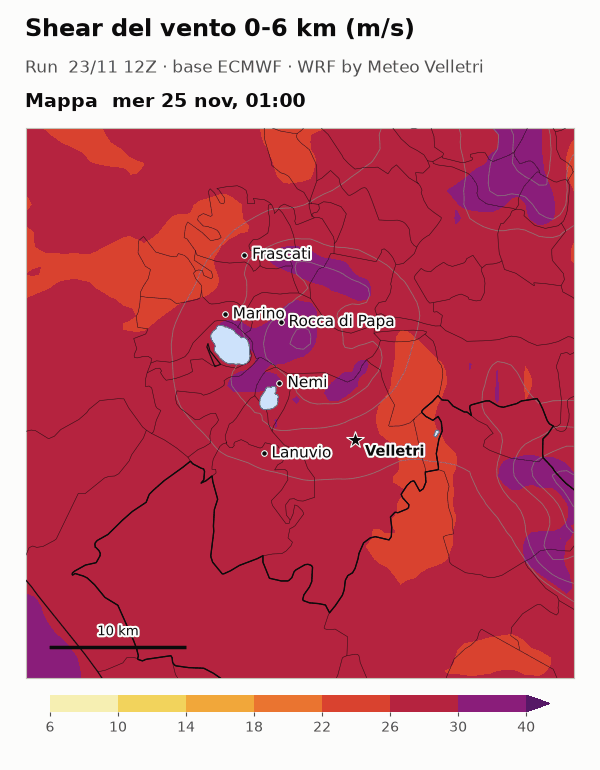 Shear del vento 0-6 km (m/s)
Run  23/11 12Z · base ECMWF · WRF by Meteo Velletri
Mappa  mer 25 nov, 01:00
Frascati
Marino
Rocca di Papa
Nemi
Velletri
Lanuvio
10 km
6 10 14 18 22 26 30 40